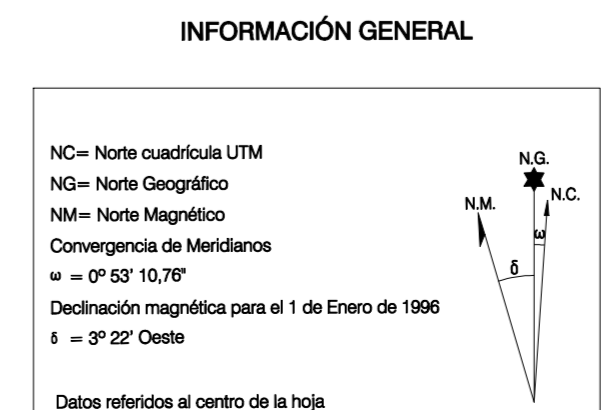 INFORMACIÓN GENERAL
NC= Norte cuadrícula UTM
NG= Norte Geográfico
NM= Norte Magnético
Convergencia de Meridianos
ω = 0º 53' 10,76"
Declinación magnética para el 1 de Enero de 1996
δ = 3º 22' Oeste
Datos referidos al centro de la hoja
N.G.
N.C.
N.M.
ω
δ